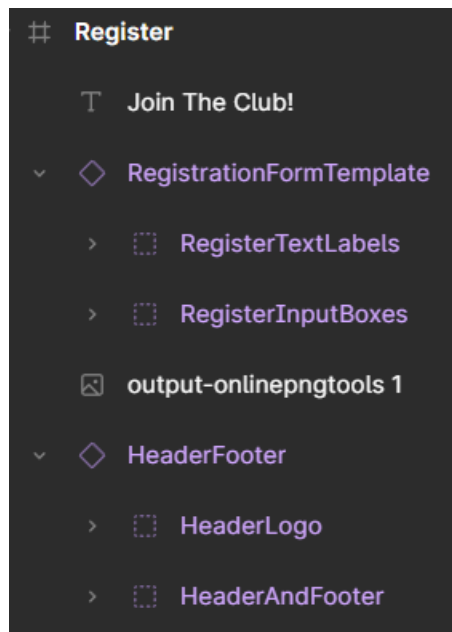 Register
Join The Club!
RegistrationFormTemplate
RegisterTextLabels
RegisterInputBoxes
output-onlinepngtools 1
HeaderFooter
HeaderLogo
HeaderAndFooter